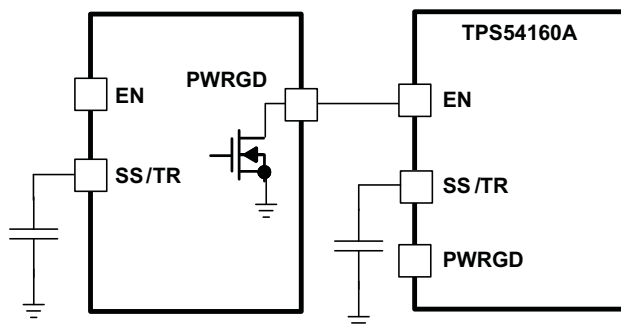 TPS54160A
PWRGD
EN
EN
SS/TR
SS/TR
PWRGD